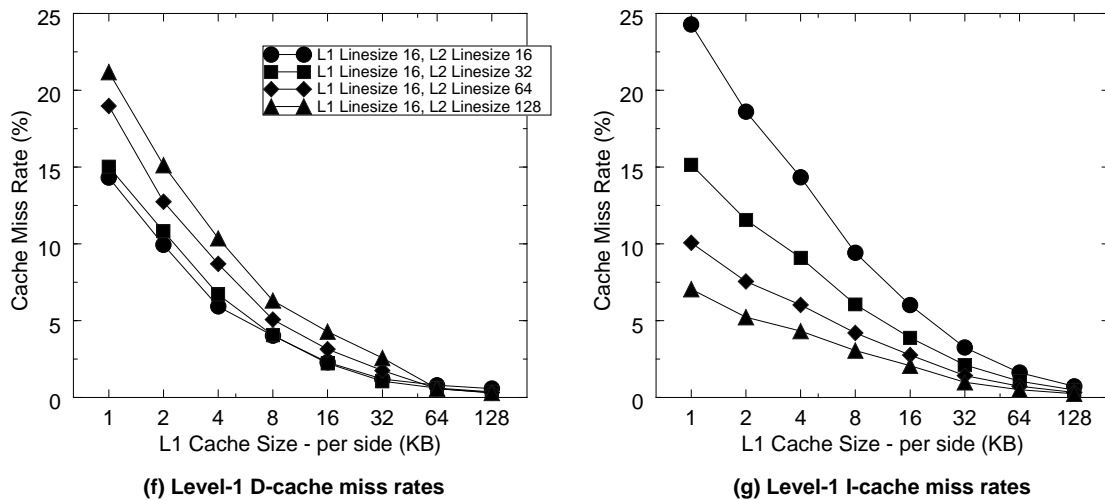 25
20
15
10
5
0
Cache Miss Rate (%)
L1 Linesize 16, L2 Linesize 16
L1 Linesize 16, L2 Linesize 32
L1 Linesize 16, L2 Linesize 64
L1 Linesize 16, L2 Linesize 128
1 2 4 8 16 32 64 128
L1 Cache Size - per side (KB)
(f) Level-1 D-cache miss rates
25
20
15
10
5
0
Cache Miss Rate (%)
1 2 4 8 16 32 64 128
L1 Cache Size - per side (KB)
(g) Level-1 I-cache miss rates